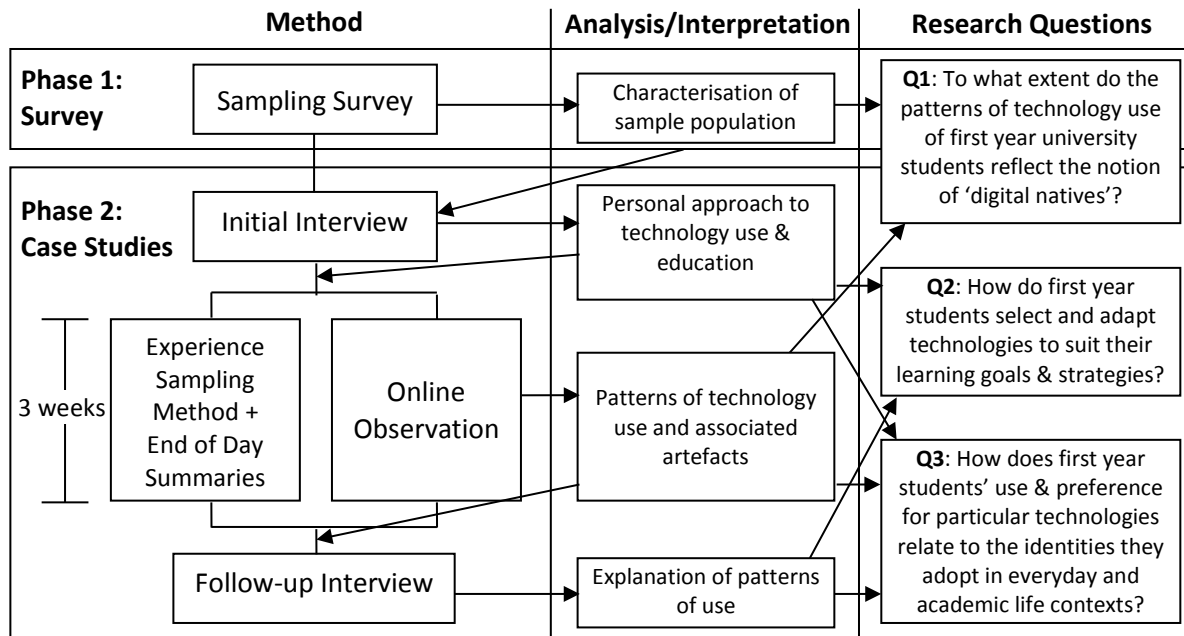 Method
Analysis/Interpretation
Research Questions
Phase 1:
Survey
Sampling Survey
Characterisation of
sample population
Q1: To what extent do the
patterns of technology use
of first year university
students reflect the notion
of ‘digital natives’?
Phase 2:
Case Studies
Initial Interview
Personal approach to
technology use &
education
Q2: How do first year
students select and adapt
technologies to suit their
learning goals & strategies?
3 weeks
Experience
Sampling
Method +
End of Day
Summaries
Online
Observation
Patterns of technology
use and associated
artefacts
Q3: How does first year
students’ use & preference
for particular technologies
relate to the identities they
adopt in everyday and
academic life contexts?
Follow-up Interview
Explanation of patterns
of use